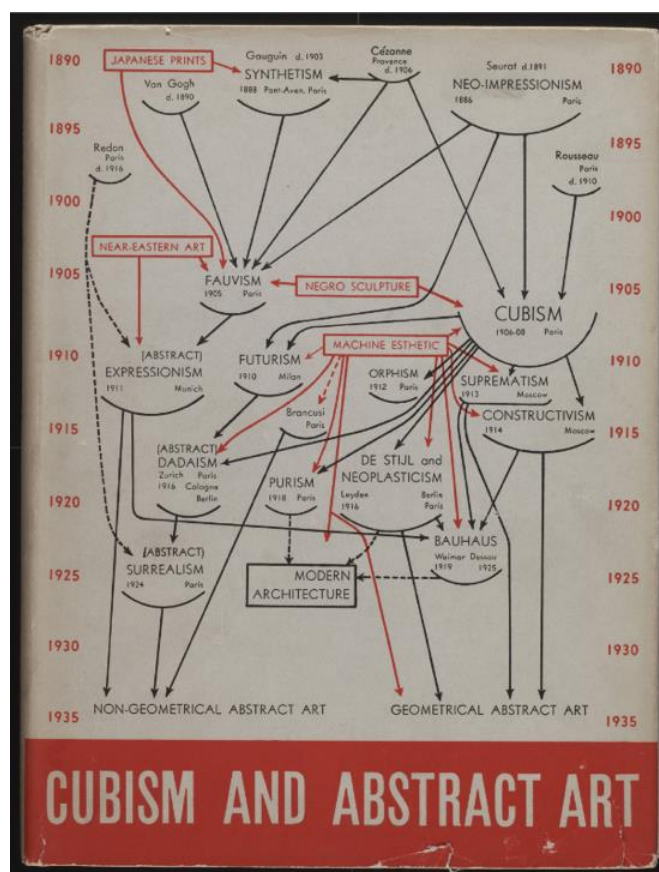 1890
JAPANESE PRINTS
Van Gogh
d. 1890
Gauguin d. 1903
SYNTHETISM
1888 Pont-Aven, Paris
Cézanne
Provence
d. 1906
Seurat d.1891
NEO-IMPRESSIONISM
1886 Paris
1890
1895
1895
Redon
Paris
d. 1916
Rousseau
Paris
d. 1910
1900
1900
NEAR-EASTERN ART
1905
FAUVISM
1905 Paris
NEGRO SCULPTURE
1905
CUBISM
1906-08 Paris
MACHINE ESTHETIC
1910
(ABSTRACT)
EXPRESSIONISM
1911 Munich
FUTURISM
1910 Milan
ORPHISM
1912 Paris
SUPREMATISM
1913 Moscow
1910
Brancusi
Paris
CONSTRUCTIVISM
1914 Moscow
1915
1915
(ABSTRACT)
DADAISM
Zurich Paris
1916 Cologne
Berlin
PURISM
1918 Paris
DE STIJL and
NEOPLASTICISM
Leyden Berlin
1916 Paris
1920
1920
(ABSTRACT)
SURREALISM
1924 Paris
BAUHAUS
Weimar Dessau
1919 1925
MODERN
ARCHITECTURE
1925
1925
1930
1930
NON-GEOMETRICAL ABSTRACT ART
GEOMETRICAL ABSTRACT ART
1935
1935
CUBISM AND ABSTRACT ART